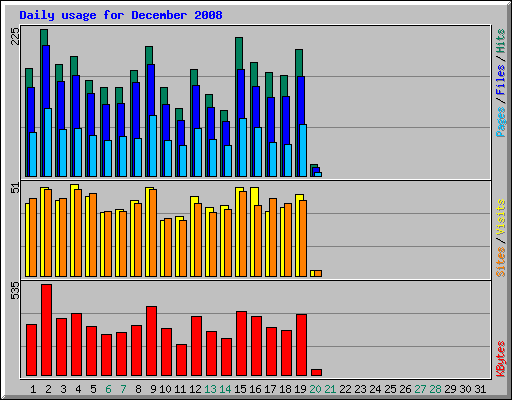 Daily usage for December 2008
225
Pages / Files / Hits
51
Sites / Visits
535
KBytes
1 2 3 4 5 6 7 8 9 10 11 12 13 14 15 16 17 18 19 20 21 22 23 24 25 26 27 28 29 30 31